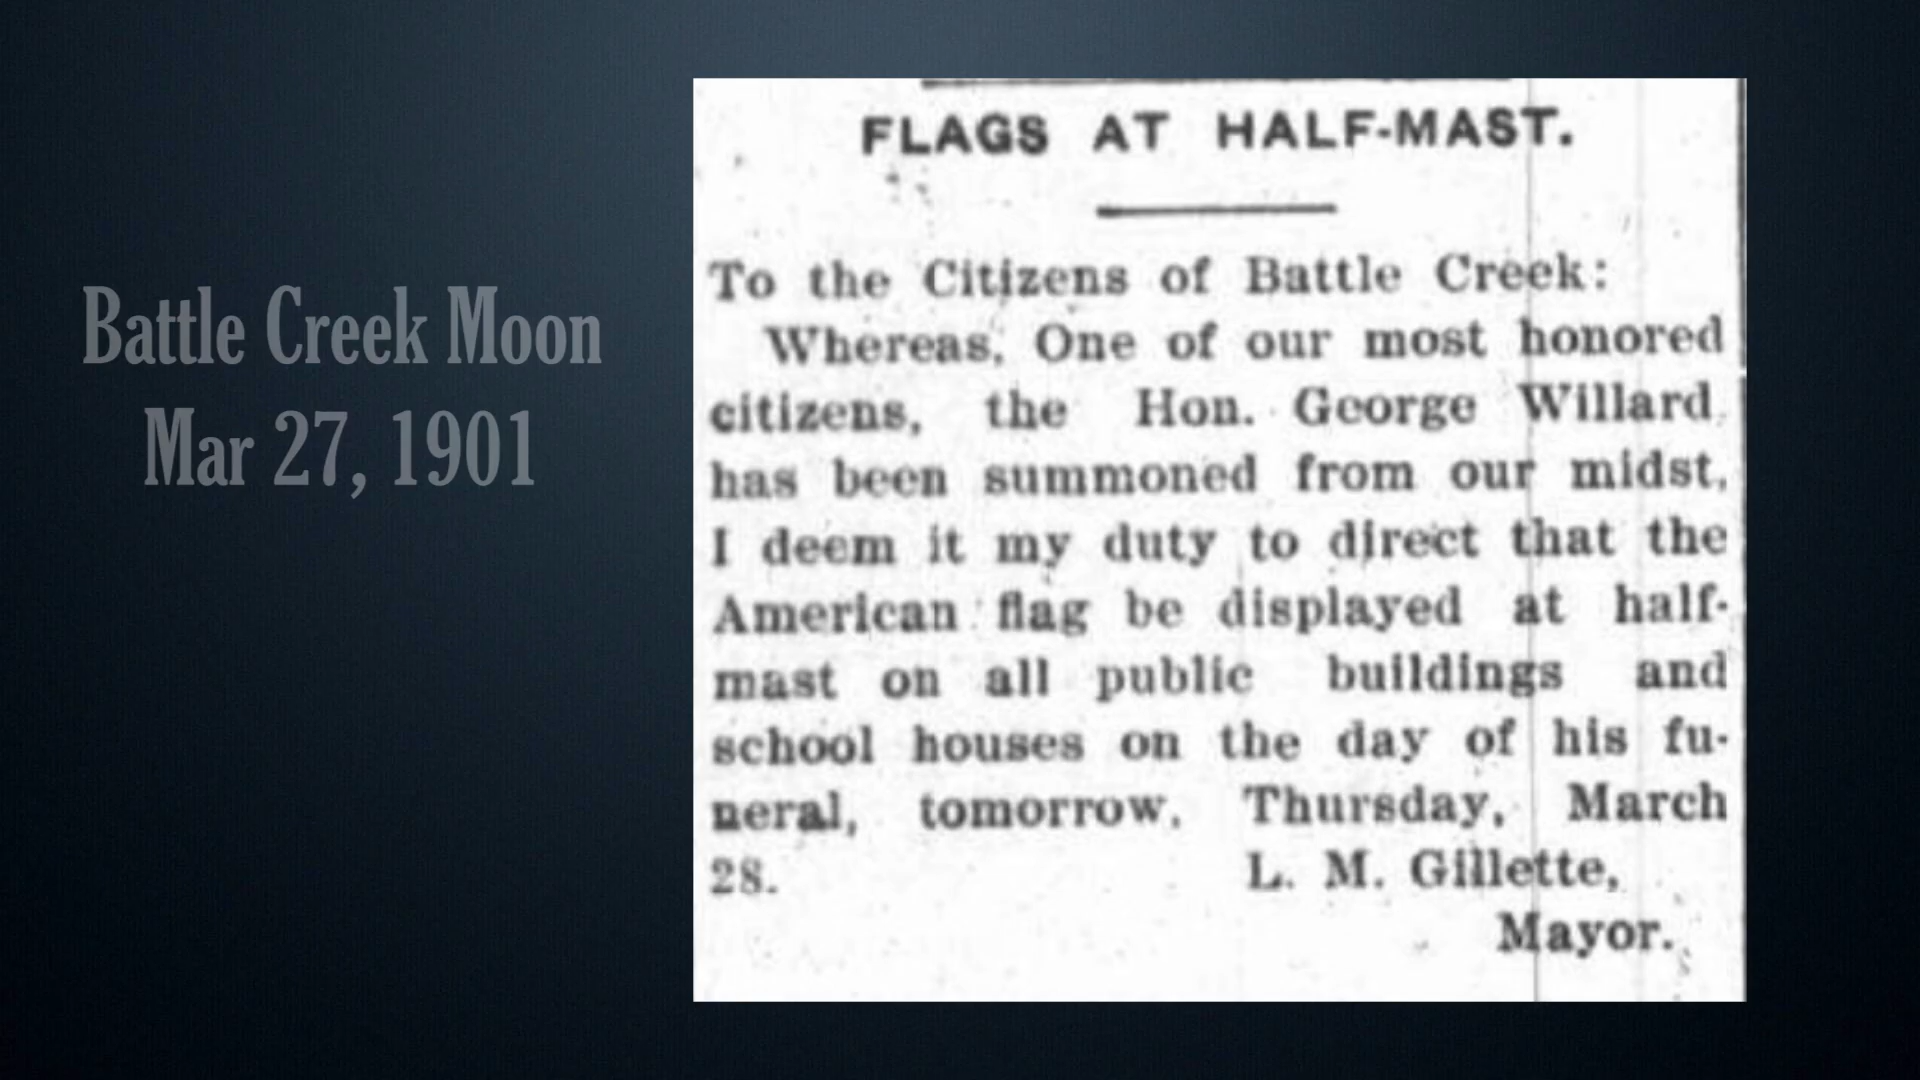 Battle Creek Moon
Mar 27, 1901
FLAGS AT HALF-MAST.
To the Citizens of Battle Creek:
Whereas, One of our most honored
citizens, the Hon. George Willard
has been summoned from our midst,
I deem it my duty to direct that the
American flag be displayed at half-
mast on all public buildings and
school houses on the day of his fu-
neral, tomorrow, Thursday, March
28. L. M. Gillette,
Mayor.